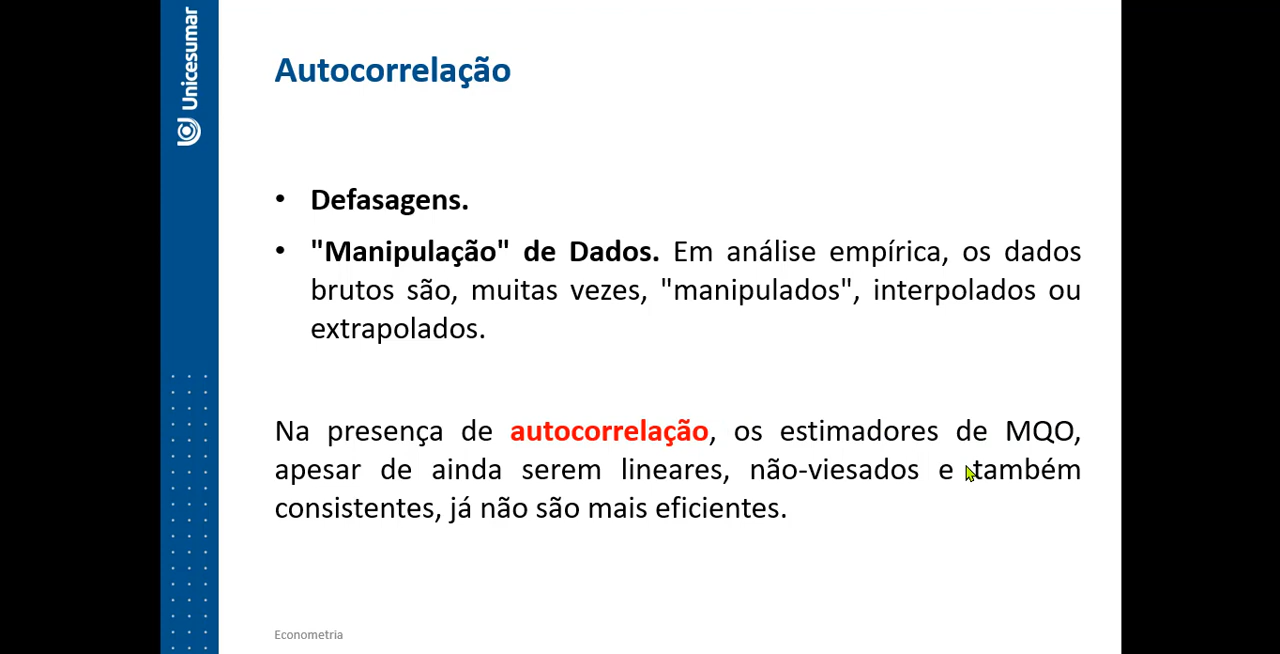 Unicesumar
Autocorrelação
• Defasagens.
• "Manipulação" de Dados. Em análise empírica, os dados
brutos são, muitas vezes, "manipulados", interpolados ou
extrapolados.
Na presença de autocorrelação, os estimadores de MQO,
apesar de ainda serem lineares, não-viesados e também
consistentes, já não são mais eficientes.
Econometria